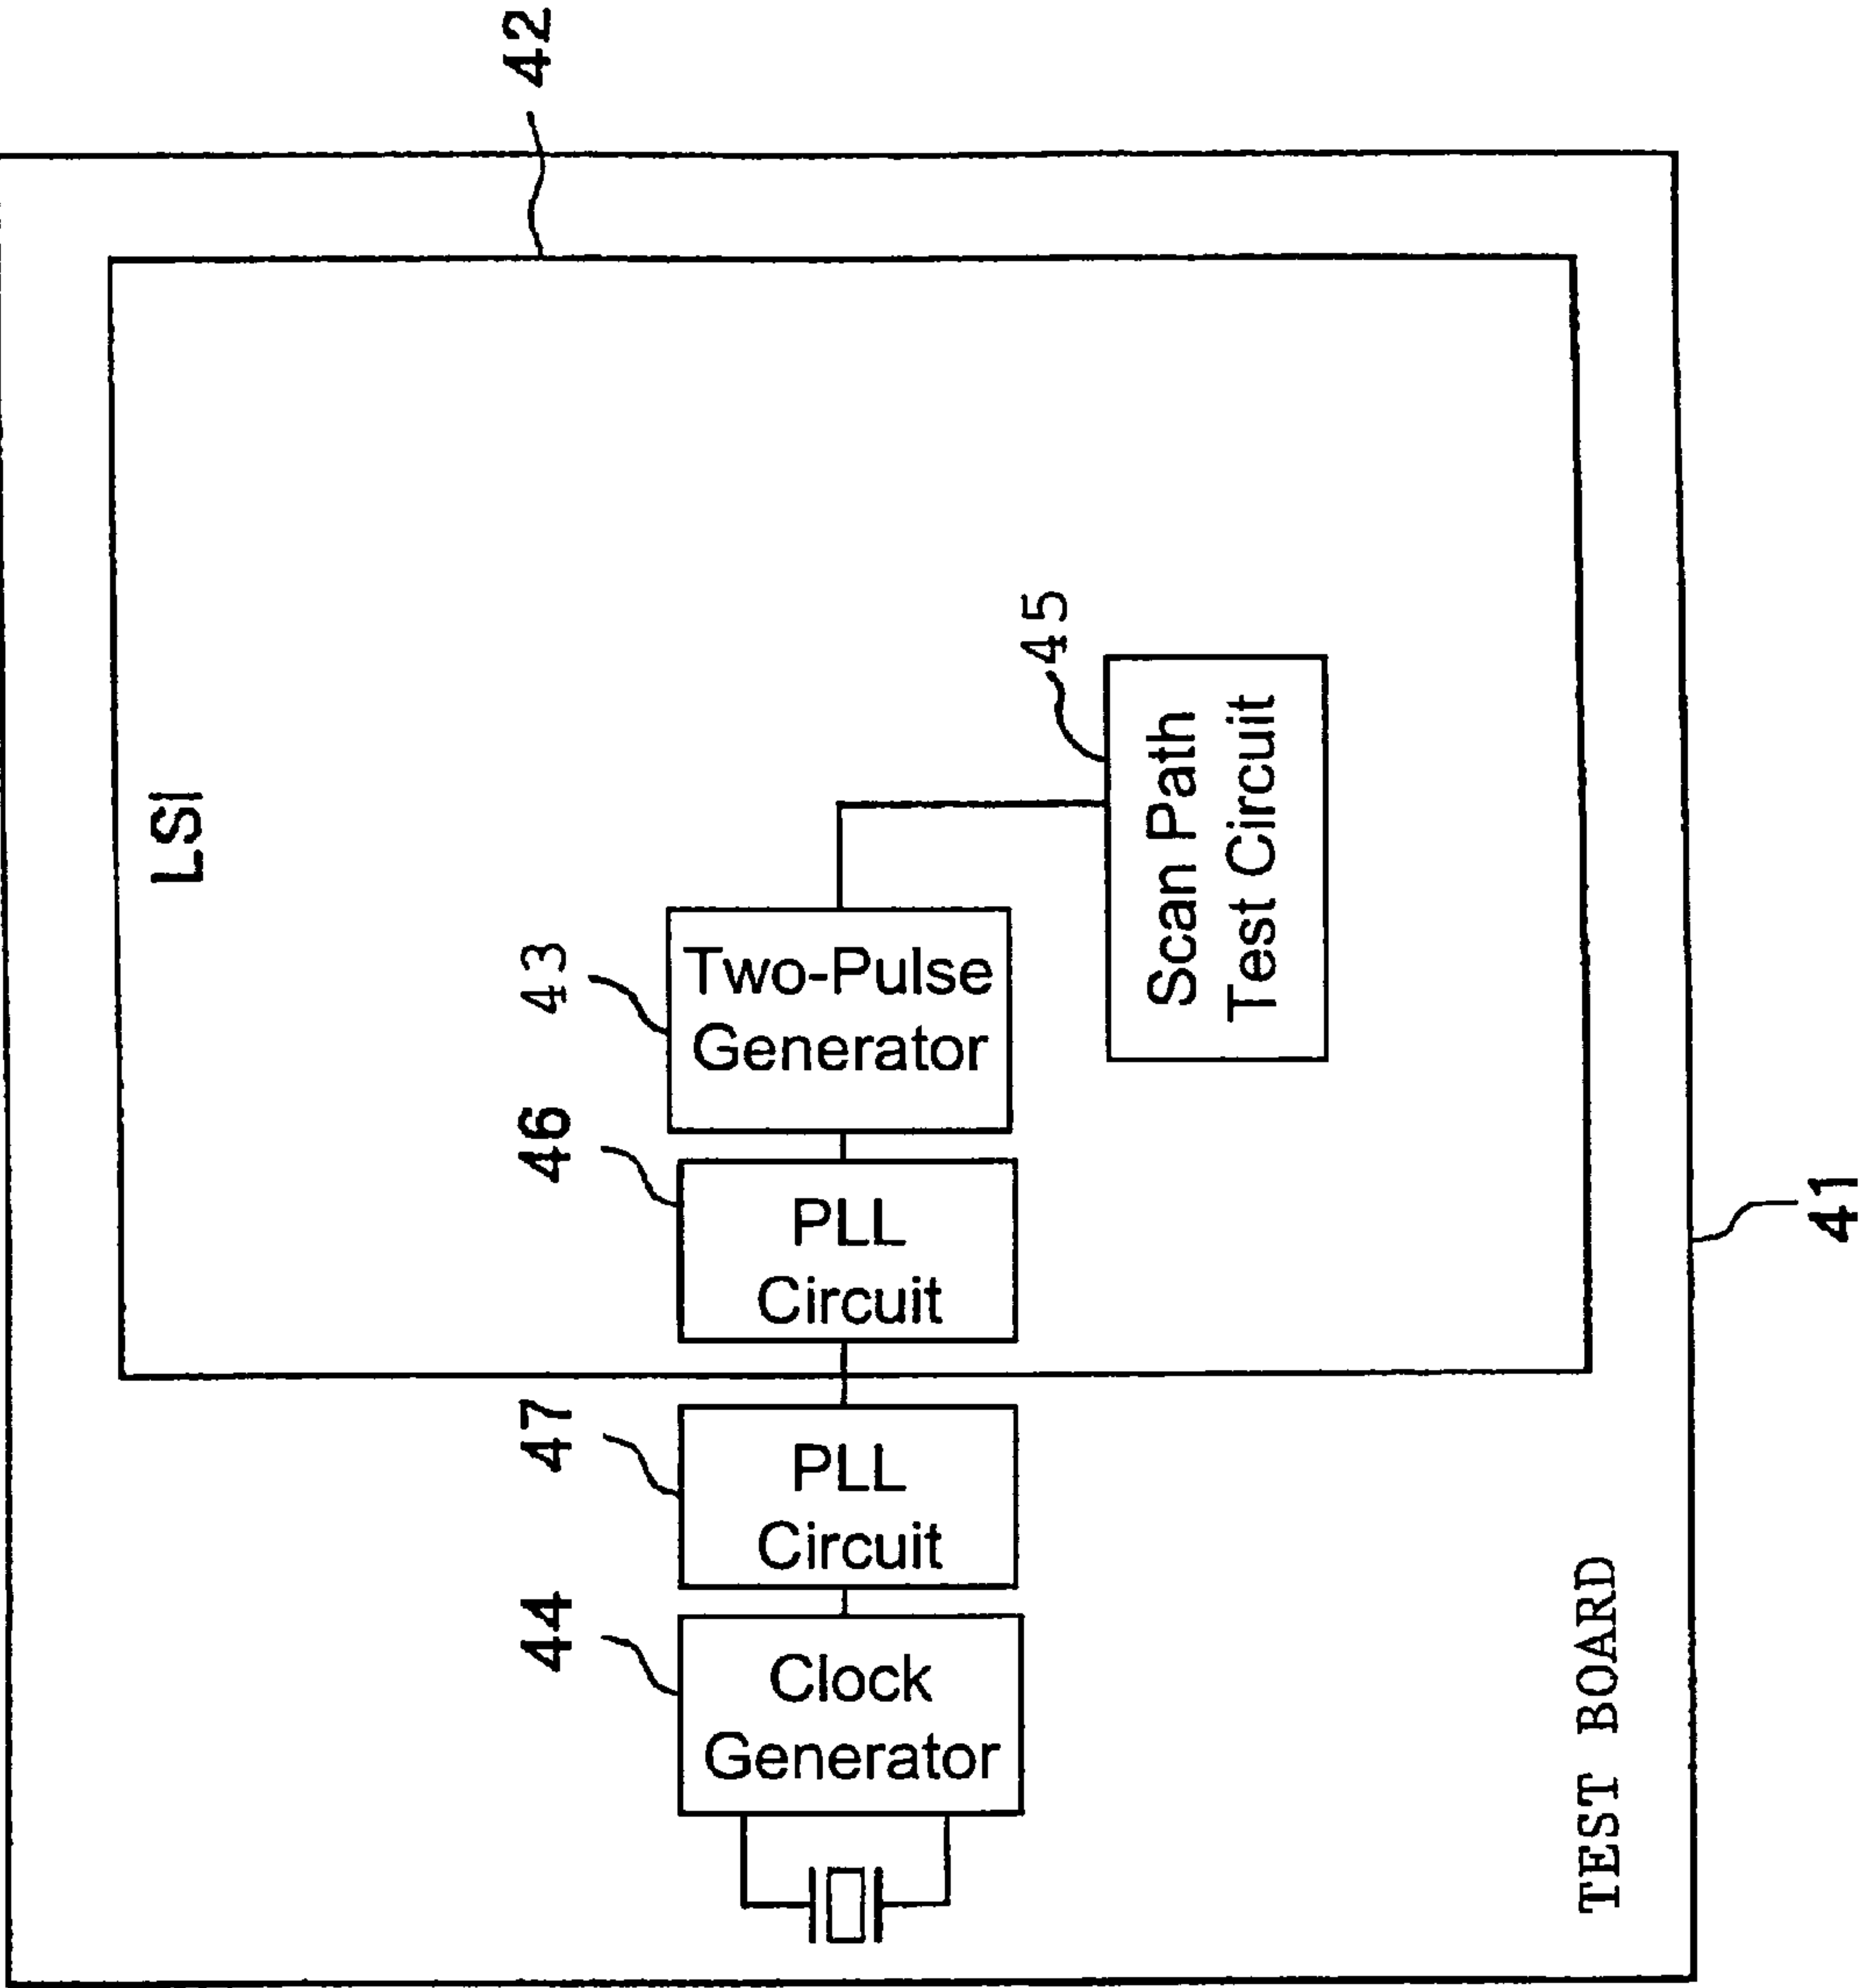 42
LSI
45
Scan Path
Test Circuit
43
Two-Pulse
Generator
46
PLL
Circuit
47
PLL
Circuit
44
Clock
Generator
TEST BOARD
41